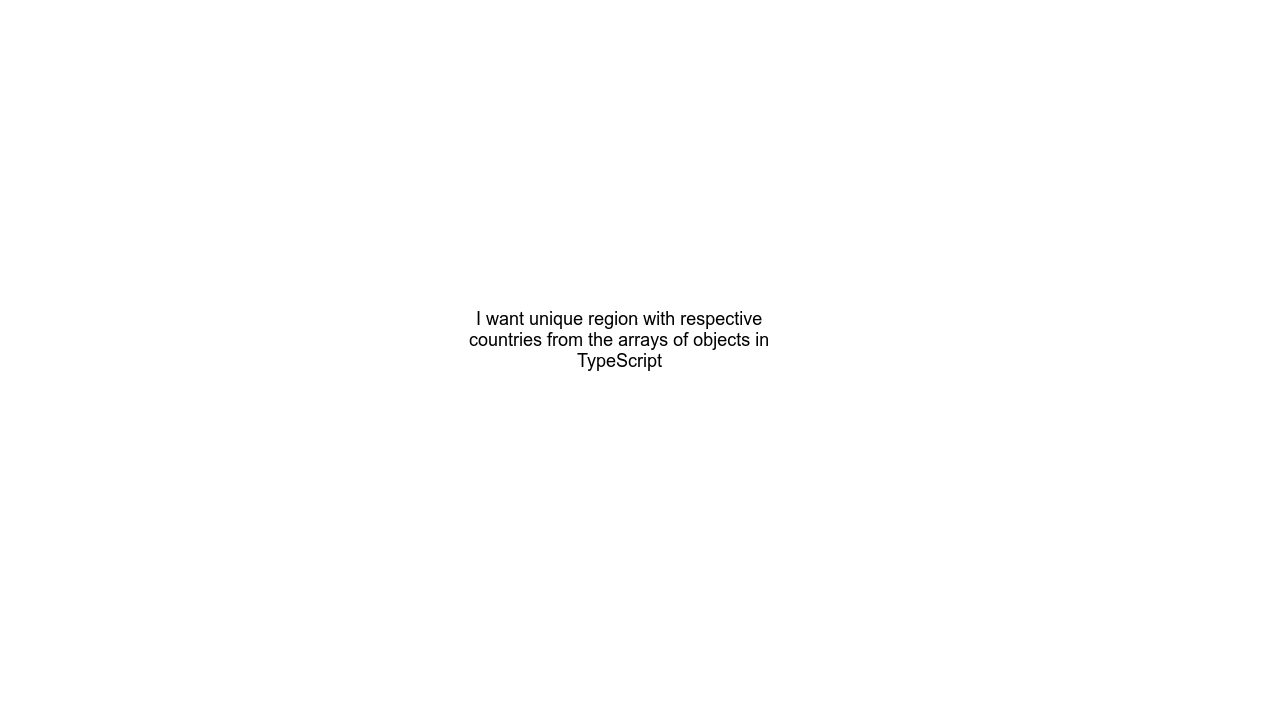 I want unique region with respective
countries from the arrays of objects in
TypeScript